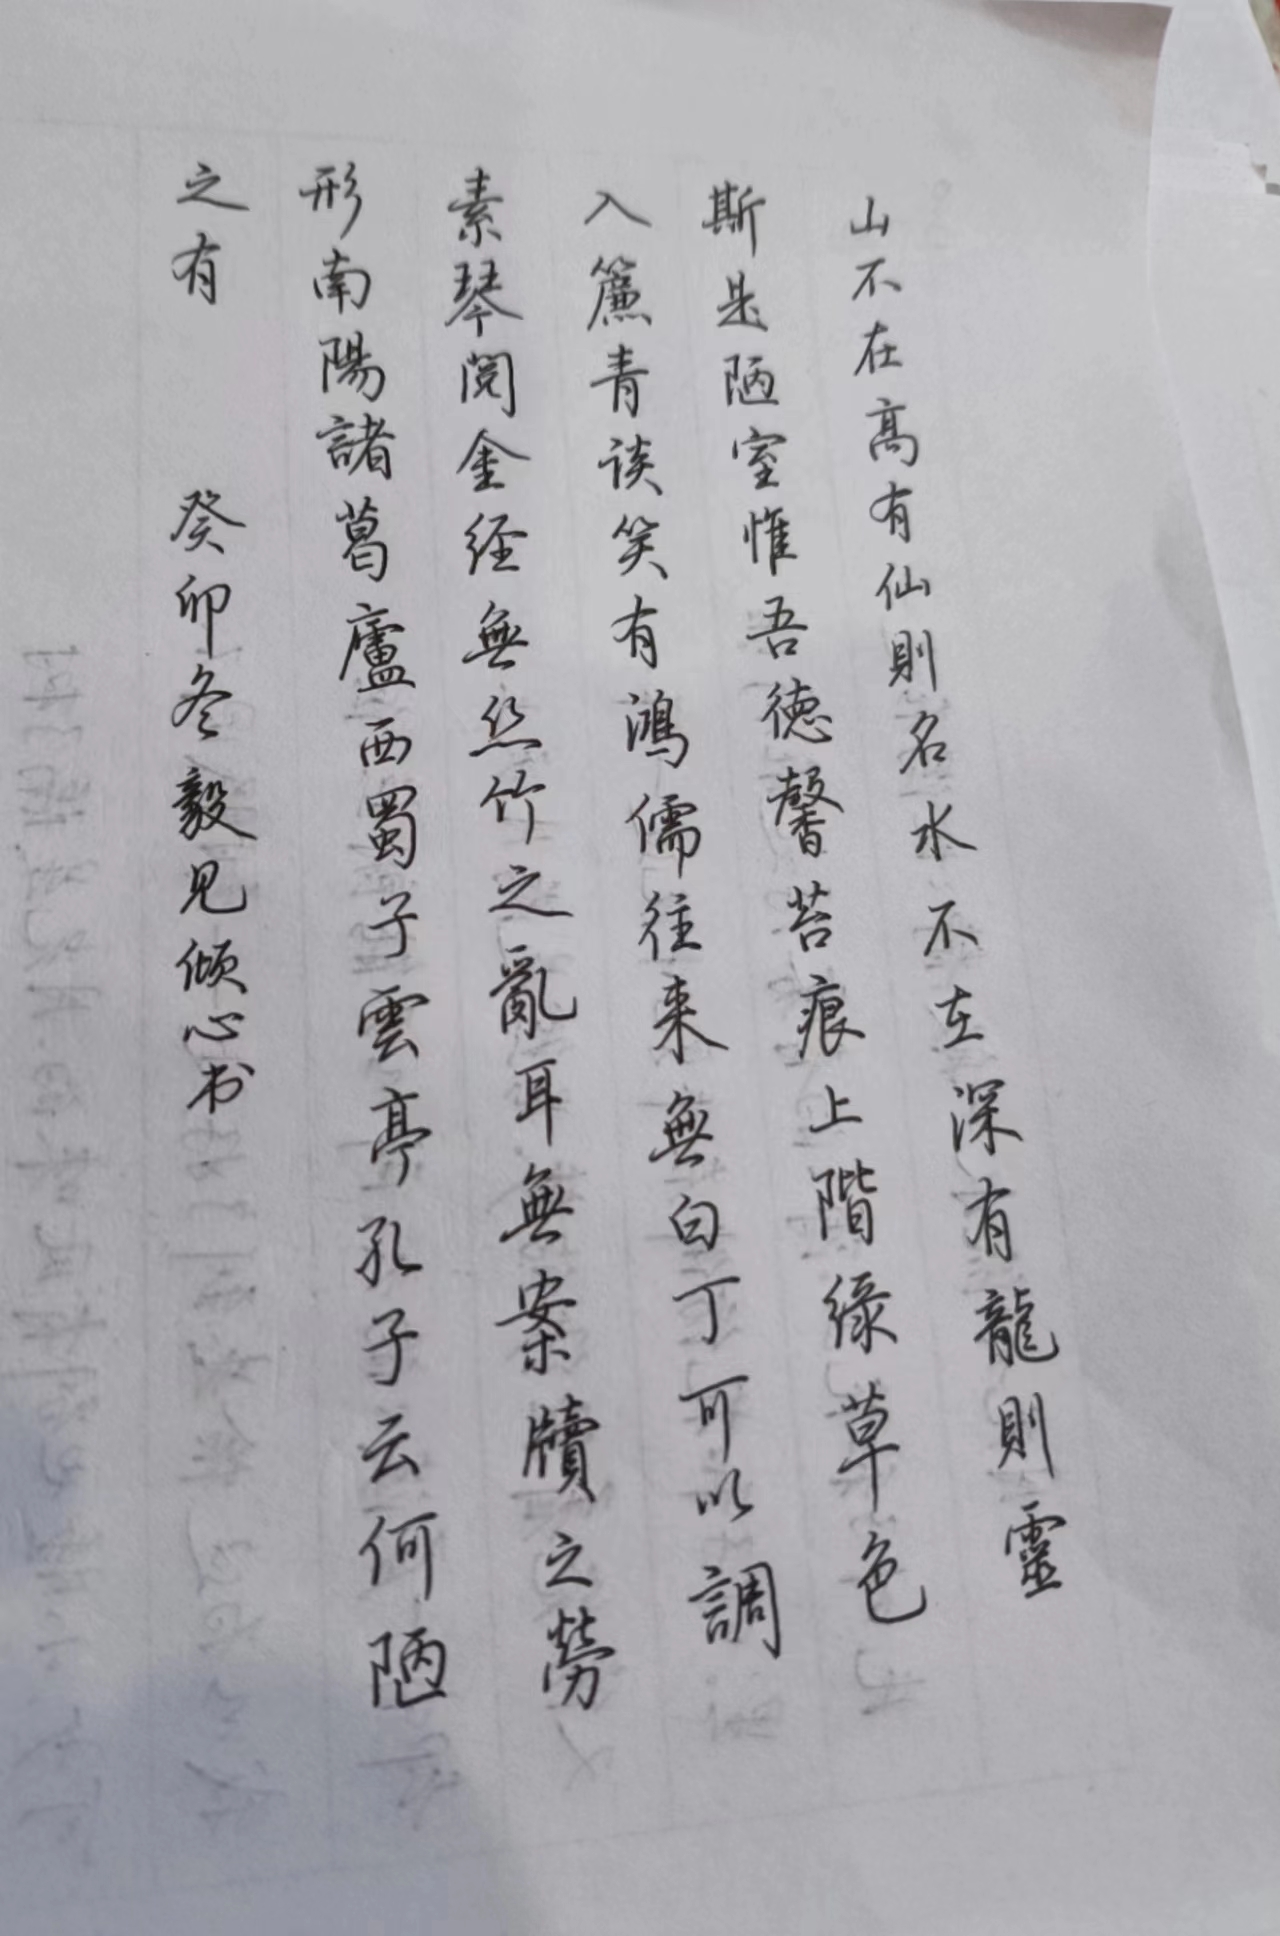 山不在高有仙則名水不在深有龍則靈
斯是陋室惟吾德馨苔痕上階綠草色
入簾青谈笑有鴻儒往来無白丁可以調
素琴閱金経無丝竹之亂耳無案牘之勞
形南陽諸葛廬西蜀子雲亭孔子云何陋
之有 癸卯冬毅见倾心书